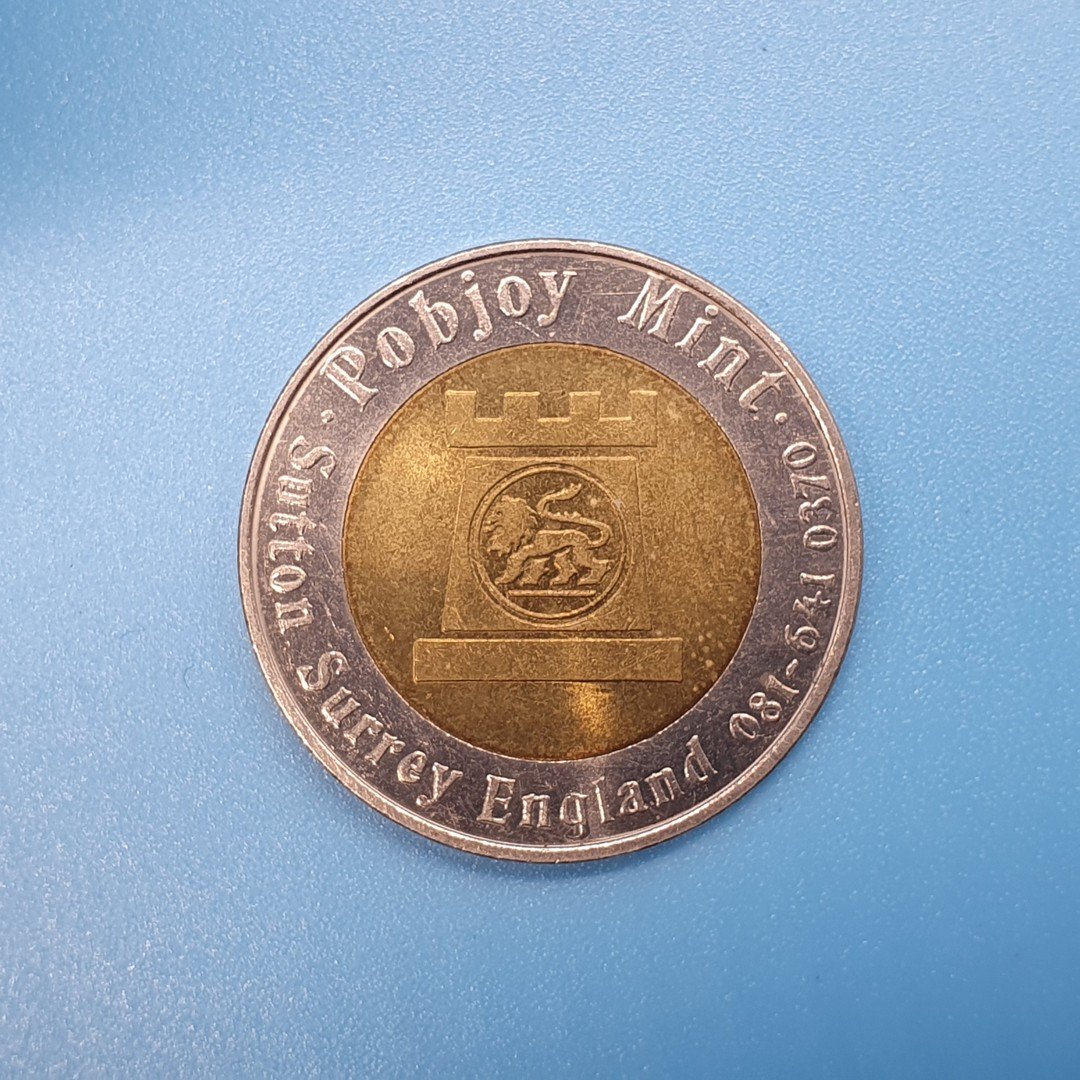 · Pobjoy Mint ·
Sutton Surrey England 081-641 0370